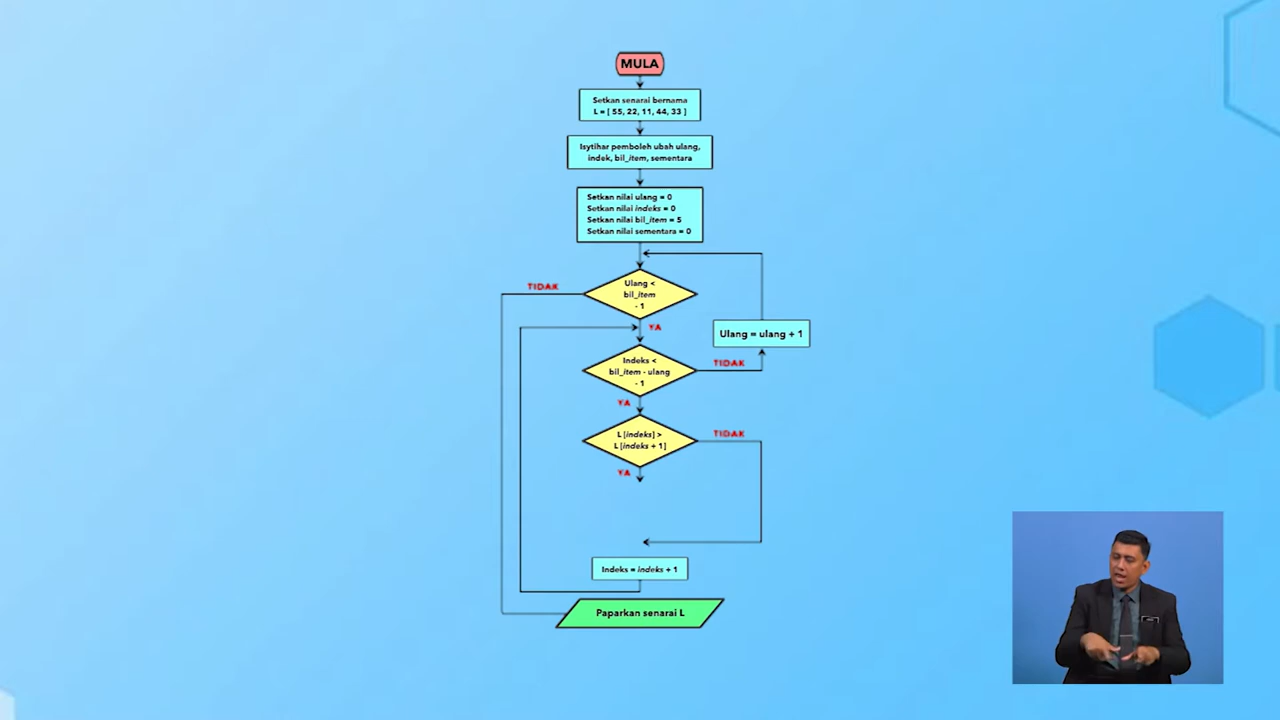 MULA
Setkan senarai bernama
L = [ 55, 22, 11, 44, 33 ]
Isytihar pemboleh ubah ulang,
indek, bil_item, sementara
Setkan nilai ulang = 0
Setkan nilai indeks = 0
Setkan nilai bil_item = 5
Setkan nilai sementara = 0
TIDAK
Ulang <
bil_item
- 1
YA
Ulang = ulang + 1
Indeks <
bil_item - ulang
- 1
TIDAK
YA
L [indeks] >
L [indeks + 1]
TIDAK
YA
Indeks = indeks + 1
Paparkan senarai L